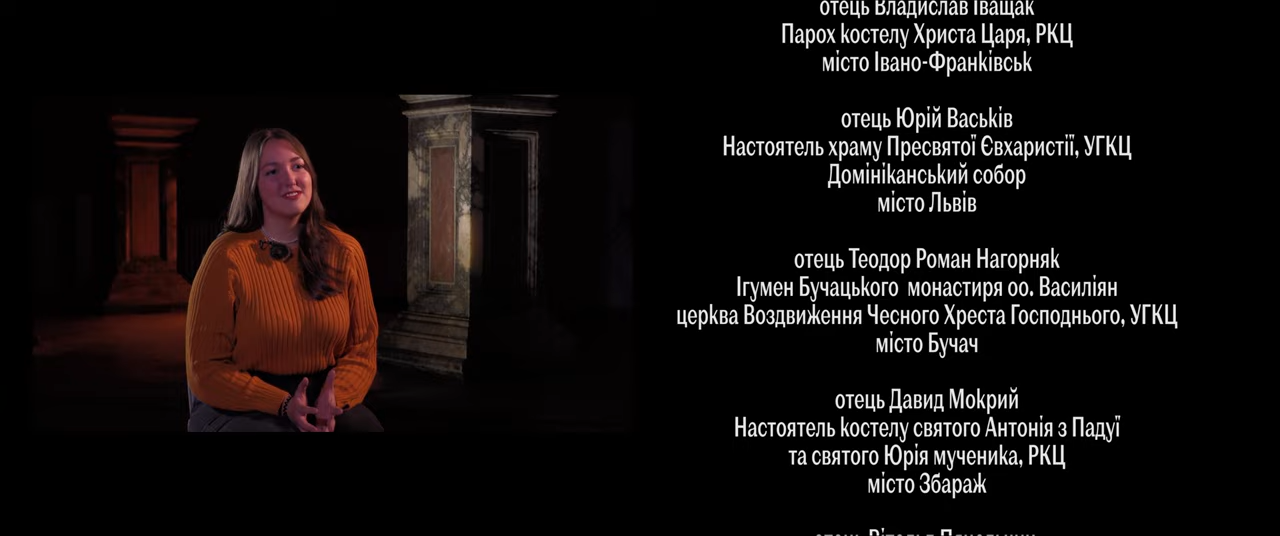 отець Владислав Іващак
Парох костелу Христа Царя, РКЦ
місто Івано-Франківськ
отець Юрій Васьків
Настоятель храму Пресвятої Євхаристії, УГКЦ
Домініканський собор
місто Львів
отець Теодор Роман Нагорняк
Ігумен Бучацького монастиря оо. Василіян
церква Воздвиження Чесного Хреста Господнього, УГКЦ
місто Бучач
отець Давид Мокрий
Настоятель костелу святого Антонія з Падуї
та святого Юрія мученика, РКЦ
місто Збараж